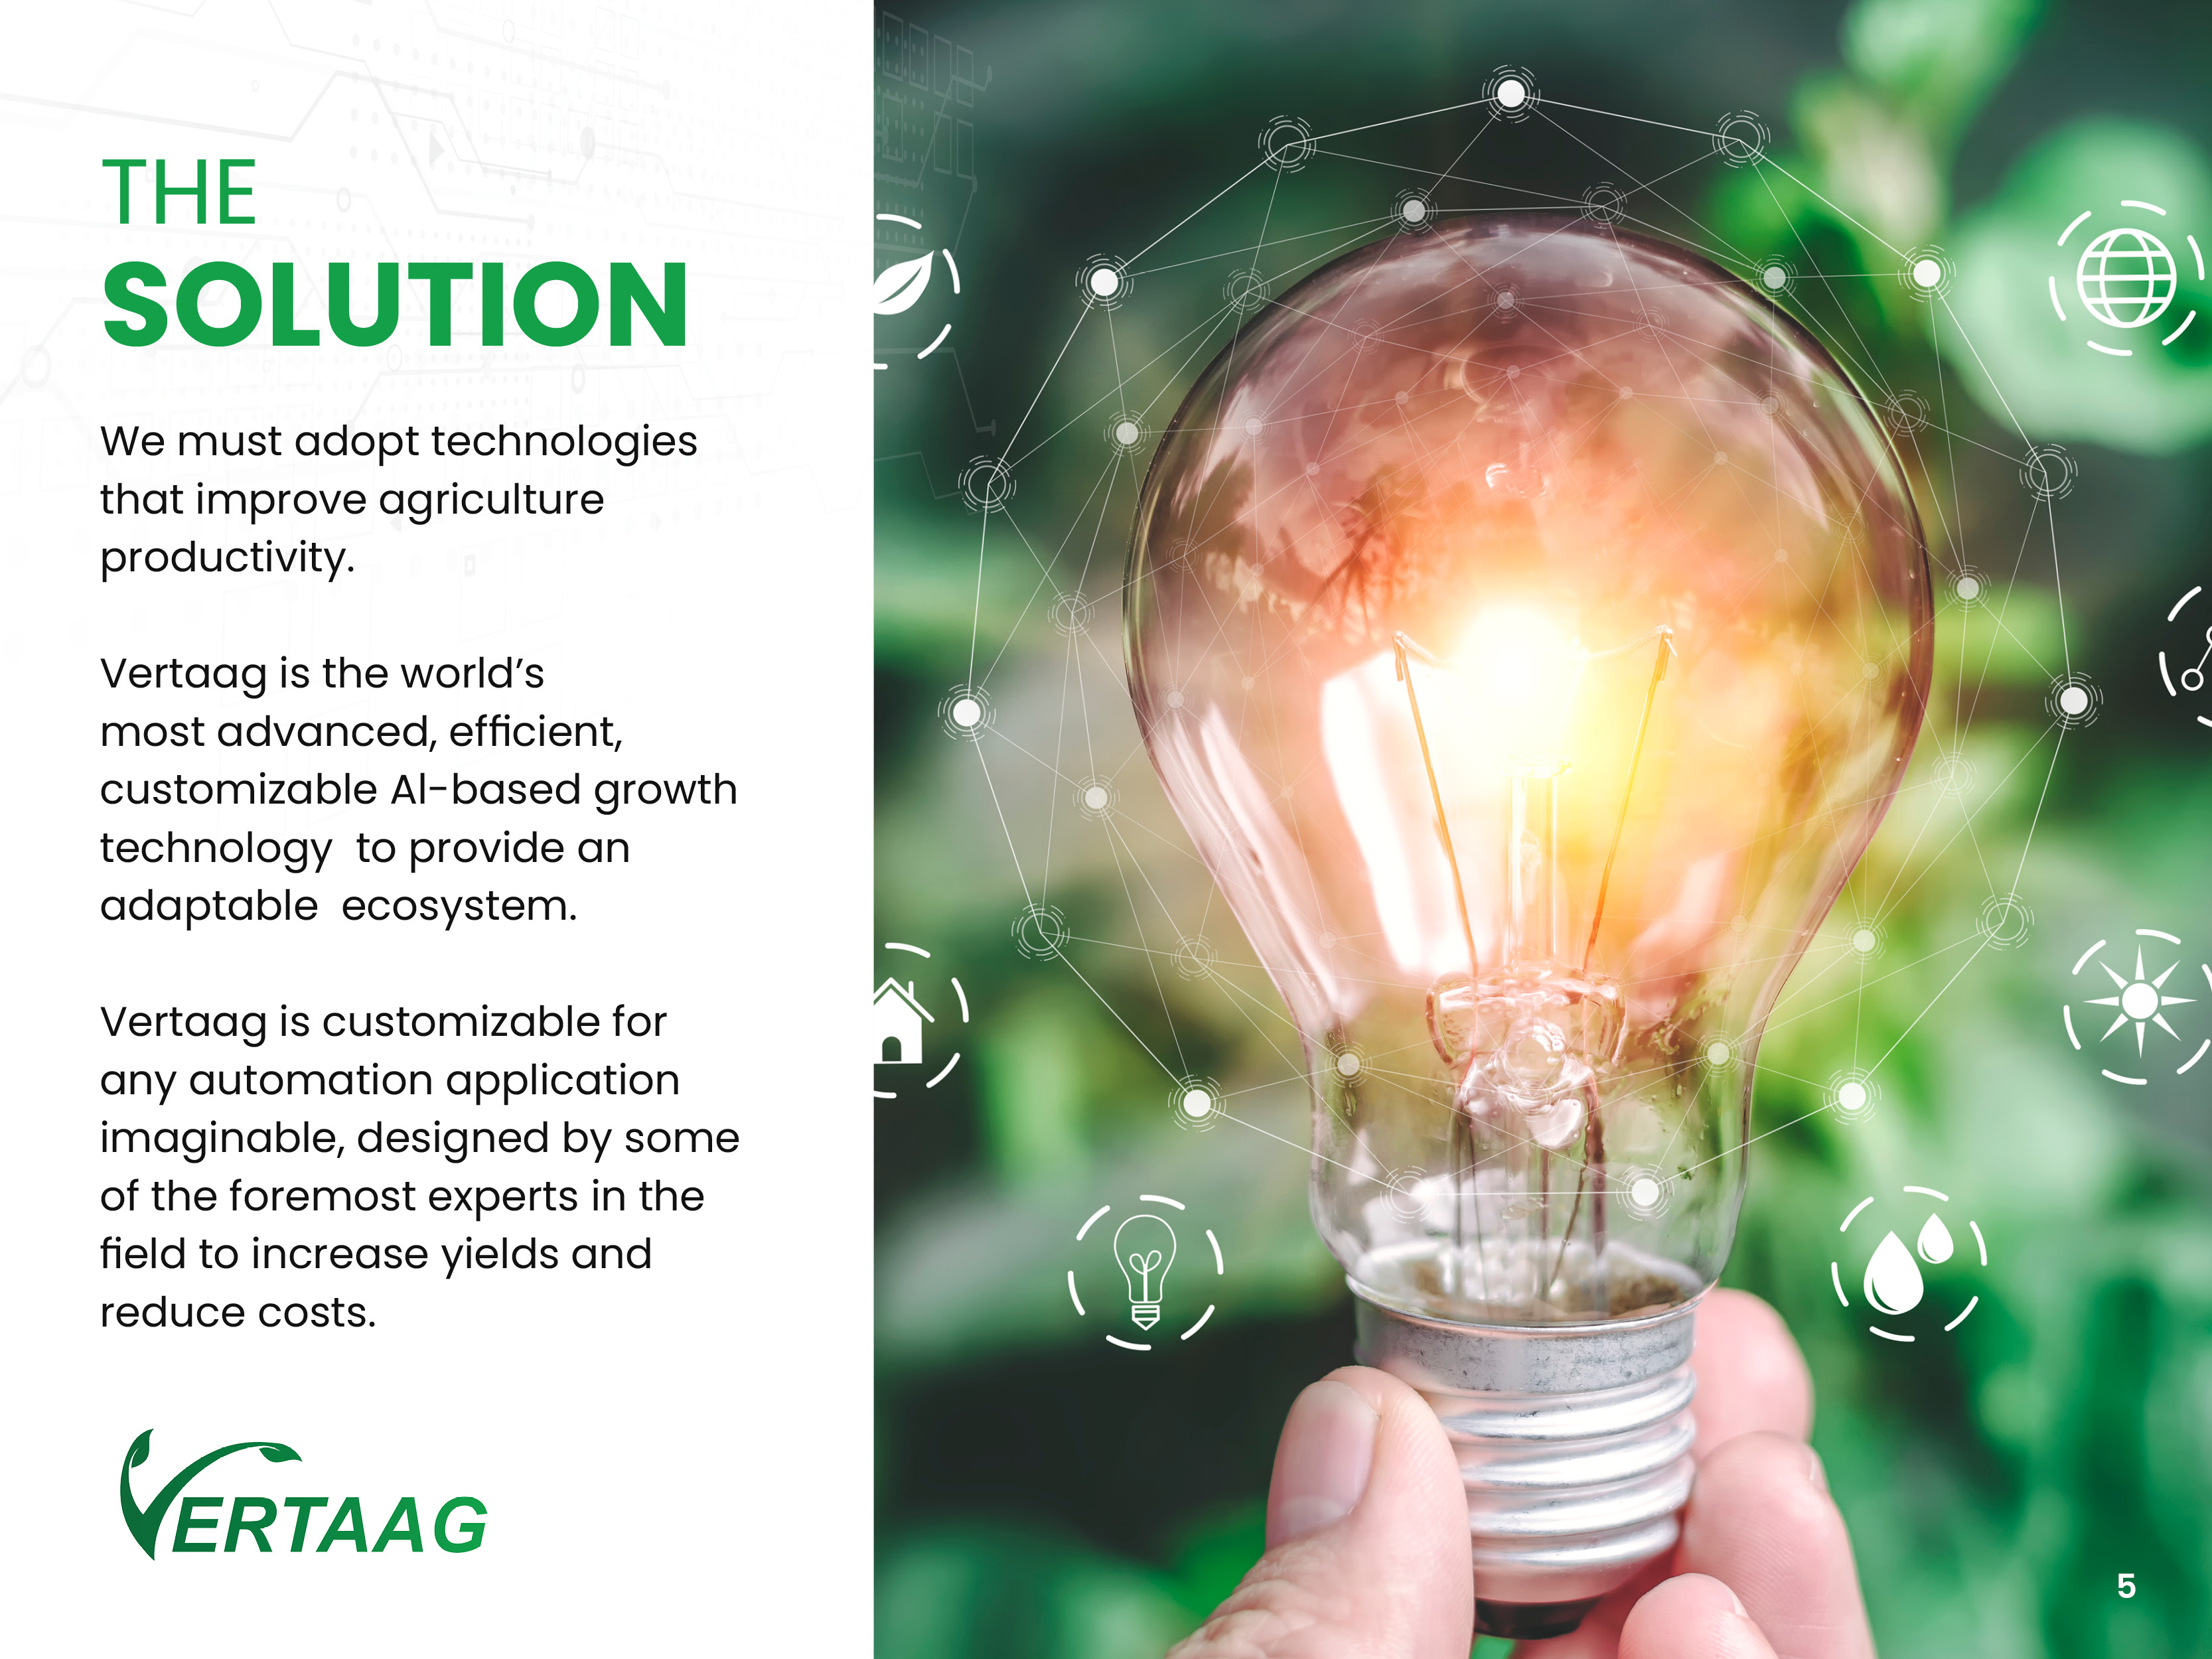 THE
SOLUTION
We must adopt technologies
that improve agriculture
productivity.
Vertaag is the world’s
most advanced, efficient,
customizable AI-based growth
technology  to provide an
adaptable  ecosystem.
Vertaag is customizable for
any automation application
imaginable, designed by some
of the foremost experts in the
field to increase yields and
reduce costs.
VERTAAG
5